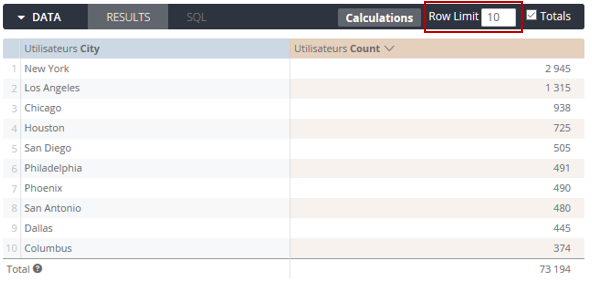 DATA RESULTS SQL Calculations Row Limit 10 Totals
Utilisateurs City Utilisateurs Count
1 New York 2 945
2 Los Angeles 1 315
3 Chicago 938
4 Houston 725
5 San Diego 505
6 Philadelphia 491
7 Phoenix 490
8 San Antonio 480
9 Dallas 445
10 Columbus 374
Total ? 73 194